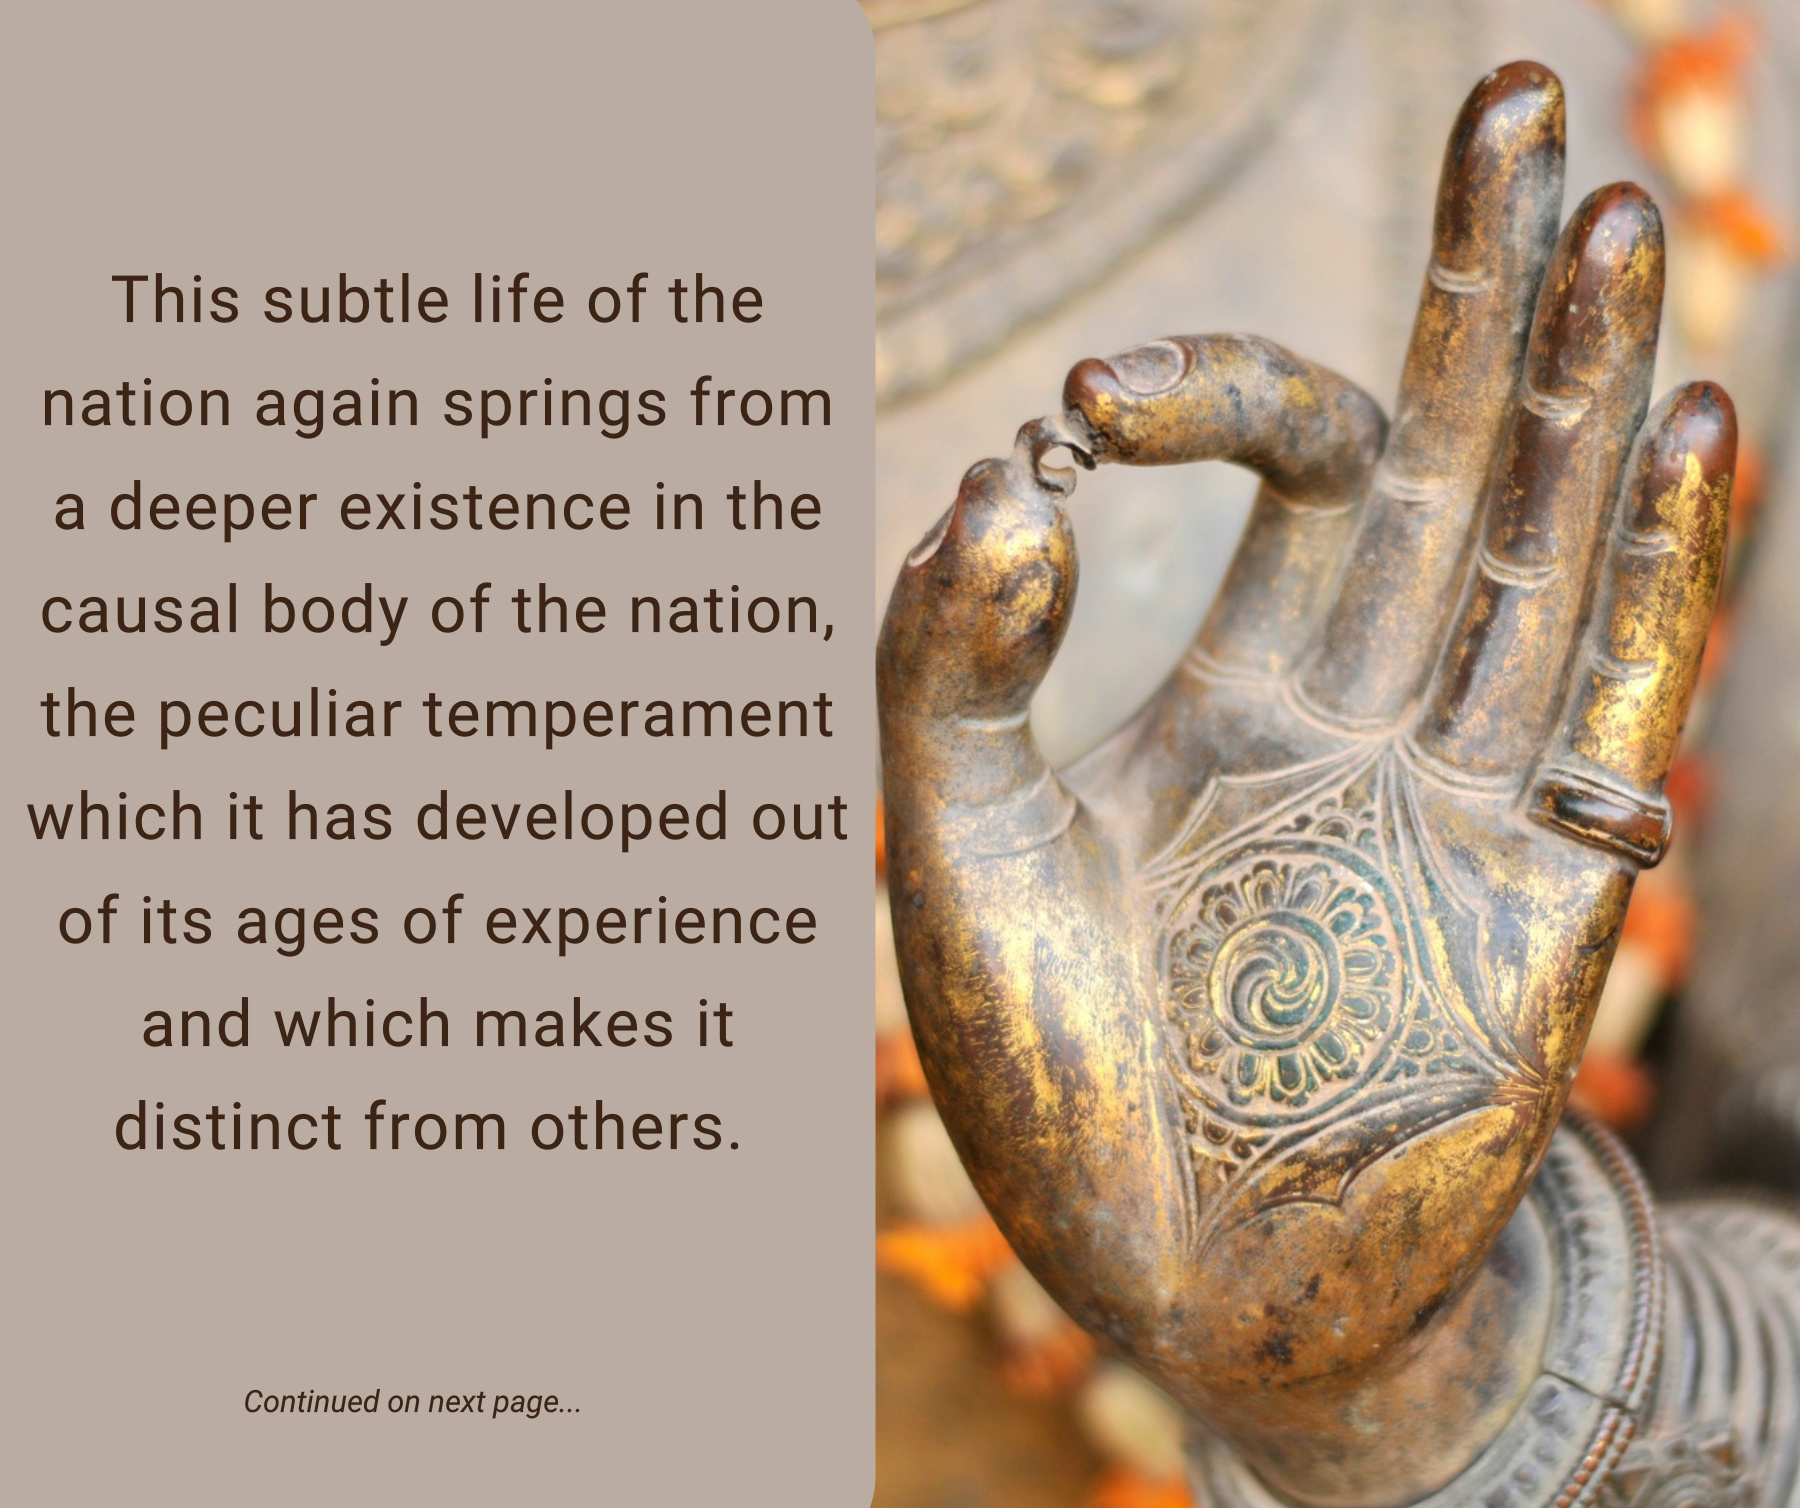 This subtle life of the
nation again springs from
a deeper existence in the
causal body of the nation,
the peculiar temperament
which it has developed out
of its ages of experience
and which makes it
distinct from others.
Continued on next page...